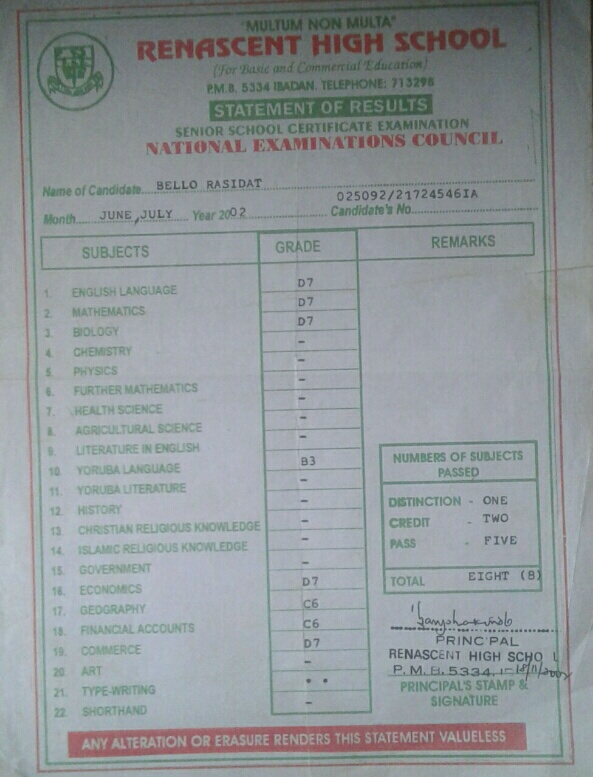 "MULTUM NON MULTA"
RENASCENT HIGH SCHOOL
(For Basic and Commercial Education)
P.M.B. 5334 IBADAN. TELEPHONE: 713298
STATEMENT OF RESULTS
SENIOR SCHOOL CERTIFICATE EXAMINATION
NATIONAL EXAMINATIONS COUNCIL
Name of Candidate BELLO RASIDAT
Month JUNE,JULY Year 2002 Candidate's No 025092/21724546IA
SUBJECTS GRADE REMARKS
1. ENGLISH LANGUAGE D7
2. MATHEMATICS D7
3. BIOLOGY D7
4. CHEMISTRY -
5. PHYSICS -
6. FURTHER MATHEMATICS -
7. HEALTH SCIENCE -
8. AGRICULTURAL SCIENCE -
9. LITERATURE IN ENGLISH -
10. YORUBA LANGUAGE B3
11. YORUBA LITERATURE -
12. HISTORY -
13. CHRISTIAN RELIGIOUS KNOWLEDGE -
14. ISLAMIC RELIGIOUS KNOWLEDGE -
15. GOVERNMENT -
16. ECONOMICS D7
17. GEOGRAPHY C6
18. FINANCIAL ACCOUNTS C6
19. COMMERCE D7
20. ART -
21. TYPE-WRITING • •
22. SHORTHAND -
NUMBERS OF SUBJECTS
PASSED
DISTINCTION - ONE
CREDIT - TWO
PASS - FIVE
TOTAL EIGHT (8)
PRINC'PAL
RENASCENT HIGH SCHO L
P. M. B. 5334,
PRINCIPAL'S STAMP &
SIGNATURE
ANY ALTERATION OR ERASURE RENDERS THIS STATEMENT VALUELESS